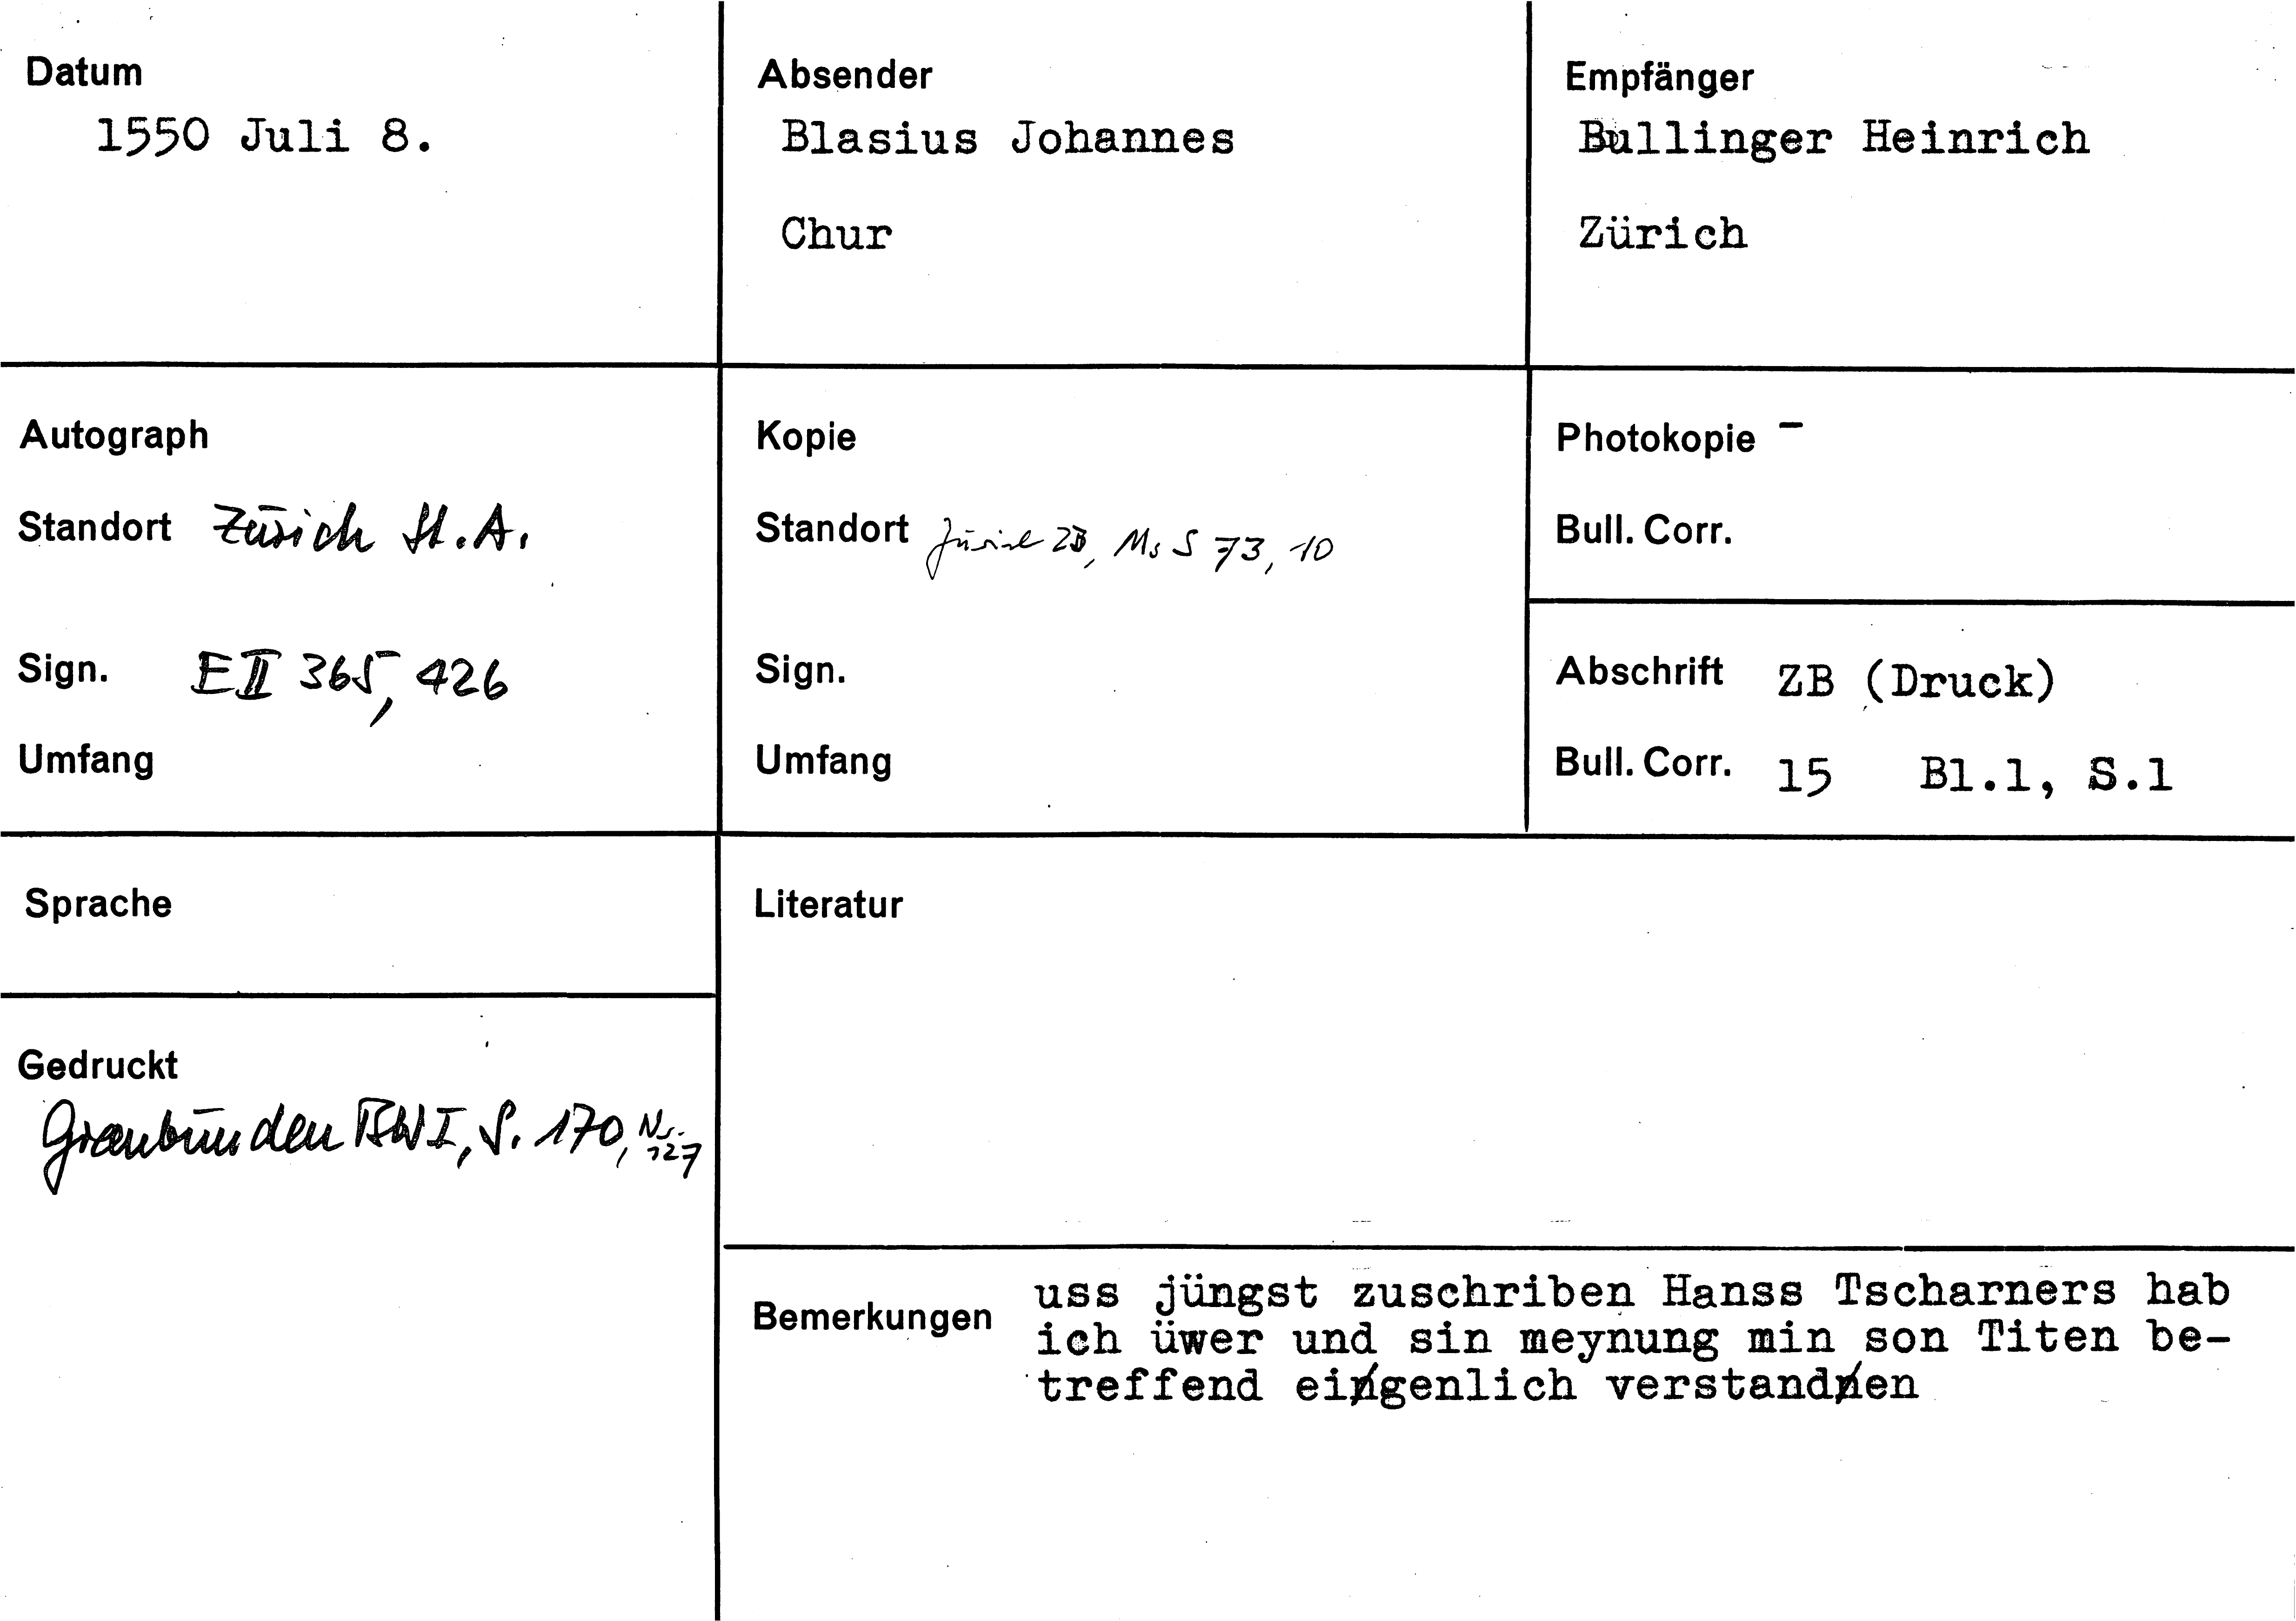 Datum
1550 Juli 8.
Absender
Blasius Johannes
Chur
Empfänger
Bullinger Heinrich
Zürich
Autograph
Standort Zürich St. A.
Sign. E II 365, 426
Umfang
Kopie
Standort Zürich ZB, Ms S 73, 10
Sign.
Umfang
Photokopie -
Bull. Corr.
Abschrift ZB (Druck)
Bull. Corr. 15 Bl.1, S.1
Sprache
Gedruckt
Graubünden BW I, S. 170, Nr. 127
Literatur
Bemerkungen
uss jüngst zuschriben Hanss Tscharners hab
ich üwer und sin meynung min son Titen be-
treffend eigenlich verstanden